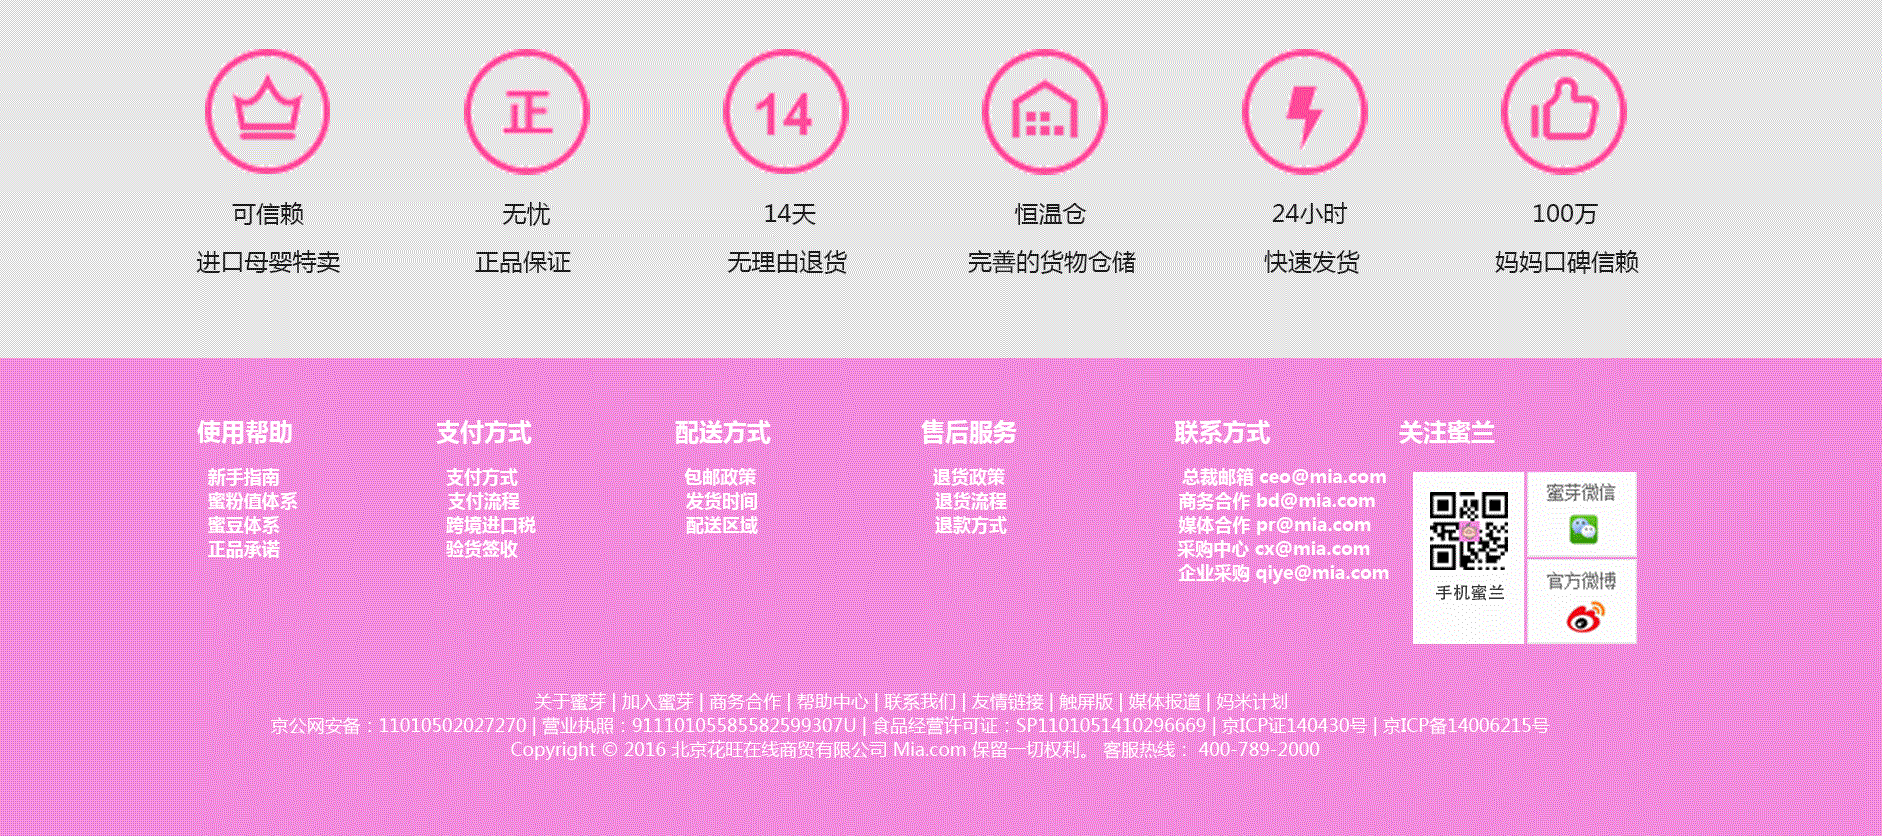 正
14
可信赖
无忧
14天
恒温仓
24小时
100万
进口母婴特卖
正品保证
无理由退货
完善的货物仓储
快速发货
妈妈口碑信赖
使用帮助
新手指南
蜜粉值体系
蜜豆体系
正品承诺
支付方式
支付方式
支付流程
跨境进口税
验货签收
配送方式
包邮政策
发货时间
配送区域
售后服务
退货政策
退货流程
退款方式
联系方式
总裁邮箱 ceo@mia.com
商务合作 bd@mia.com
媒体合作 pr@mia.com
采购中心 cx@mia.com
企业采购 qiye@mia.com
关注蜜兰
手机蜜兰
蜜芽微信
官方微博
关于蜜芽 | 加入蜜芽 | 商务合作 | 帮助中心 | 联系我们 | 友情链接 | 触屏版 | 媒体报道 | 妈米计划
京公网安备：11010502027270 | 营业执照：91110105585582599307U | 食品经营许可证：SP1101051410296669 | 京ICP证140430号 | 京ICP备14006215号
Copyright © 2016 北京花旺在线商贸有限公司 Mia.com 保留一切权利。 客服热线： 400-789-2000